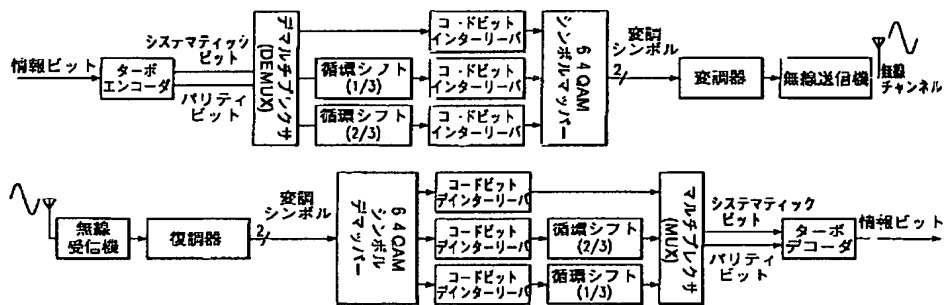 情報ビット
ターボ
エンコーダ
システマティッシ
ビット
パリティ
ビット
デマルチプレクサ
(DEMUX)
循環シフト
(1/3)
循環シフト
(2/3)
コードビット
インターリーバ
コードビット
インターリーバ
コードビット
インターリーバ
64QAM
シンボルマッパー
変調
シンボル
2
変調器
無線送信機
無線
チャンネル
無線
受信機
復調器
変調
シンボル
2
64QAM
シンボル
デマッパー
コードビット
デインターリーバ
コードビット
デインターリーバ
コードビット
デインターリーバ
循環シフト
(2/3)
循環シフト
(1/3)
マルチプレクサ
(MUX)
システマティック
ビット
パリティ
ビット
ターボ
デコーダ
情報ビット